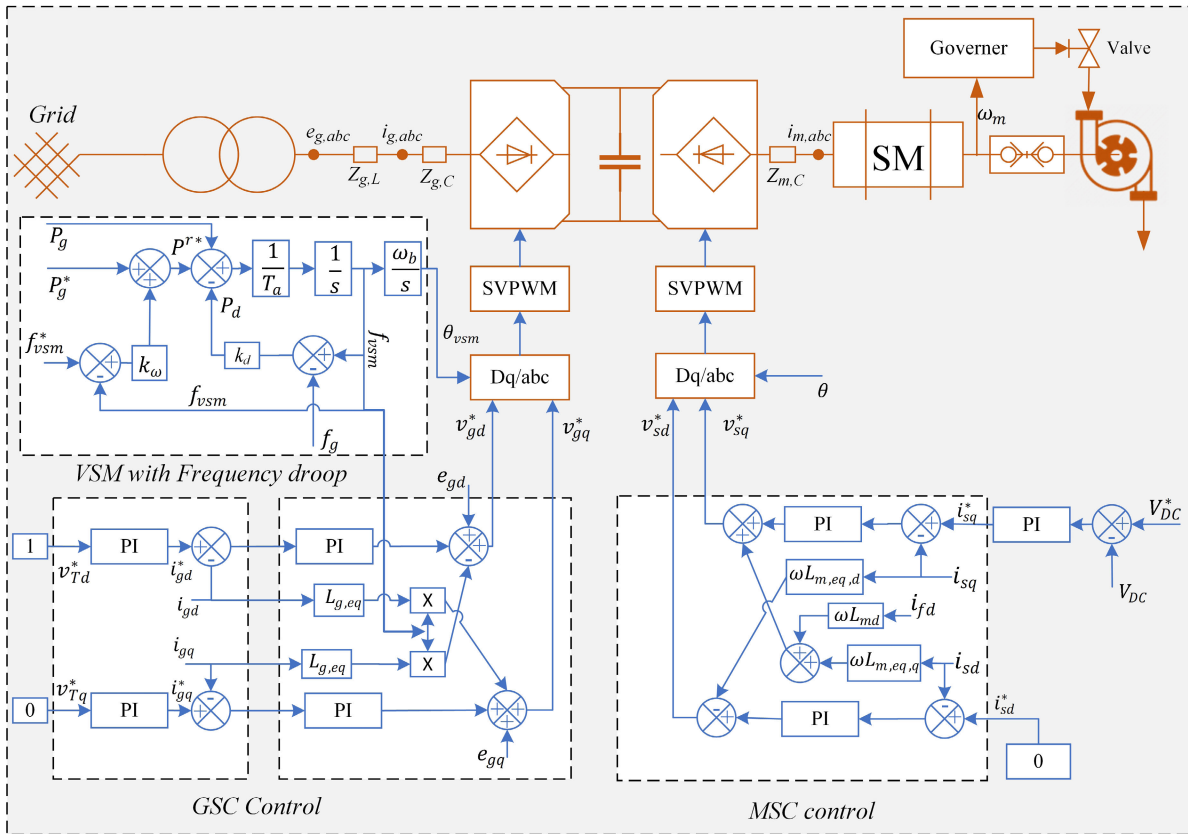 Governer
Valve
Grid
e_{g,abc}
i_{g,abc}
i_{m,abc}
SM
ω_m
Z_{g,L}
Z_{g,C}
Z_{m,C}
P_g
P^{r*}
P_g^*
1
T_a
1
s
ω_b
s
SVPWM
SVPWM
P_d
f_{vsm}^*
k_ω
k_d
f_{vsm}
θ_{vsm}
Dq/abc
Dq/abc
θ
f_{vsm}
f_g
v_{gd}^*
v_{gq}^*
v_{sd}^*
v_{sq}^*
VSM with Frequency droop
e_{gd}
1
v_{Td}^*
PI
i_{gd}^*
PI
i_{gd}
L_{g,eq}
X
i_{gq}
L_{g,eq}
X
0
v_{Tq}^*
PI
i_{gq}^*
PI
e_{gq}
PI
i_{sq}^*
PI
V_{DC}^*
ωL_{m,eq,d}
i_{sq}
V_{DC}
ωL_{md}
i_{fd}
ωL_{m,eq,q}
i_{sd}
PI
i_{sd}^*
0
GSC Control
MSC control